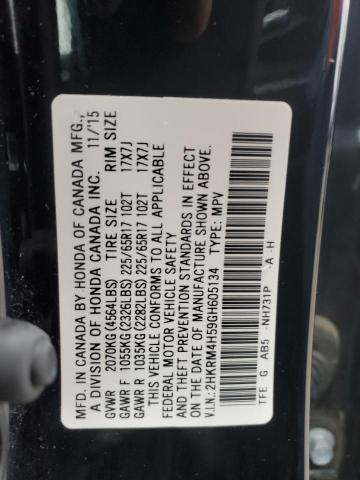 MFD. IN CANADA BY HONDA OF CANADA MFG.,
A DIVISION OF HONDA CANADA INC. 11/'15
GVWR 2070KG(4564LBS) TIRE SIZE RIM SIZE
GAWR F 1055KG(2326LBS) 225/65R17 102T 17X7J
GAWR R 1035KG(2282LBS) 225/65R17 102T 17X7J
THIS VEHICLE CONFORMS TO ALL APPLICABLE
FEDERAL MOTOR VEHICLE SAFETY
AND THEFT PREVENTION STANDARDS IN EFFECT
ON THE DATE OF MANUFACTURE SHOWN ABOVE.
V.I.N.: 2HKRM4H59GH605134 TYPE: MPV
TFE G AB5 -NH731P -A -H